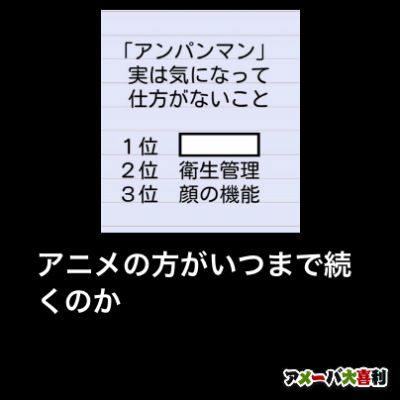 「アンパンマン」
実は気になって
仕方がないこと
1位
2位 衛生管理
3位 顔の機能
アニメの方がいつまで続
くのか
アメーバ大喜利